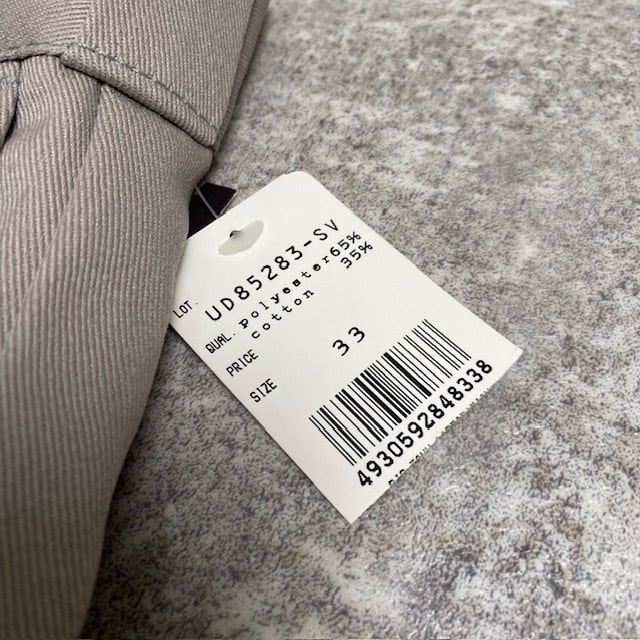 LOT. UD85283-SV
QUAL. Polyester65%
cotton 35%
PRICE
SIZE 33
4930592848338